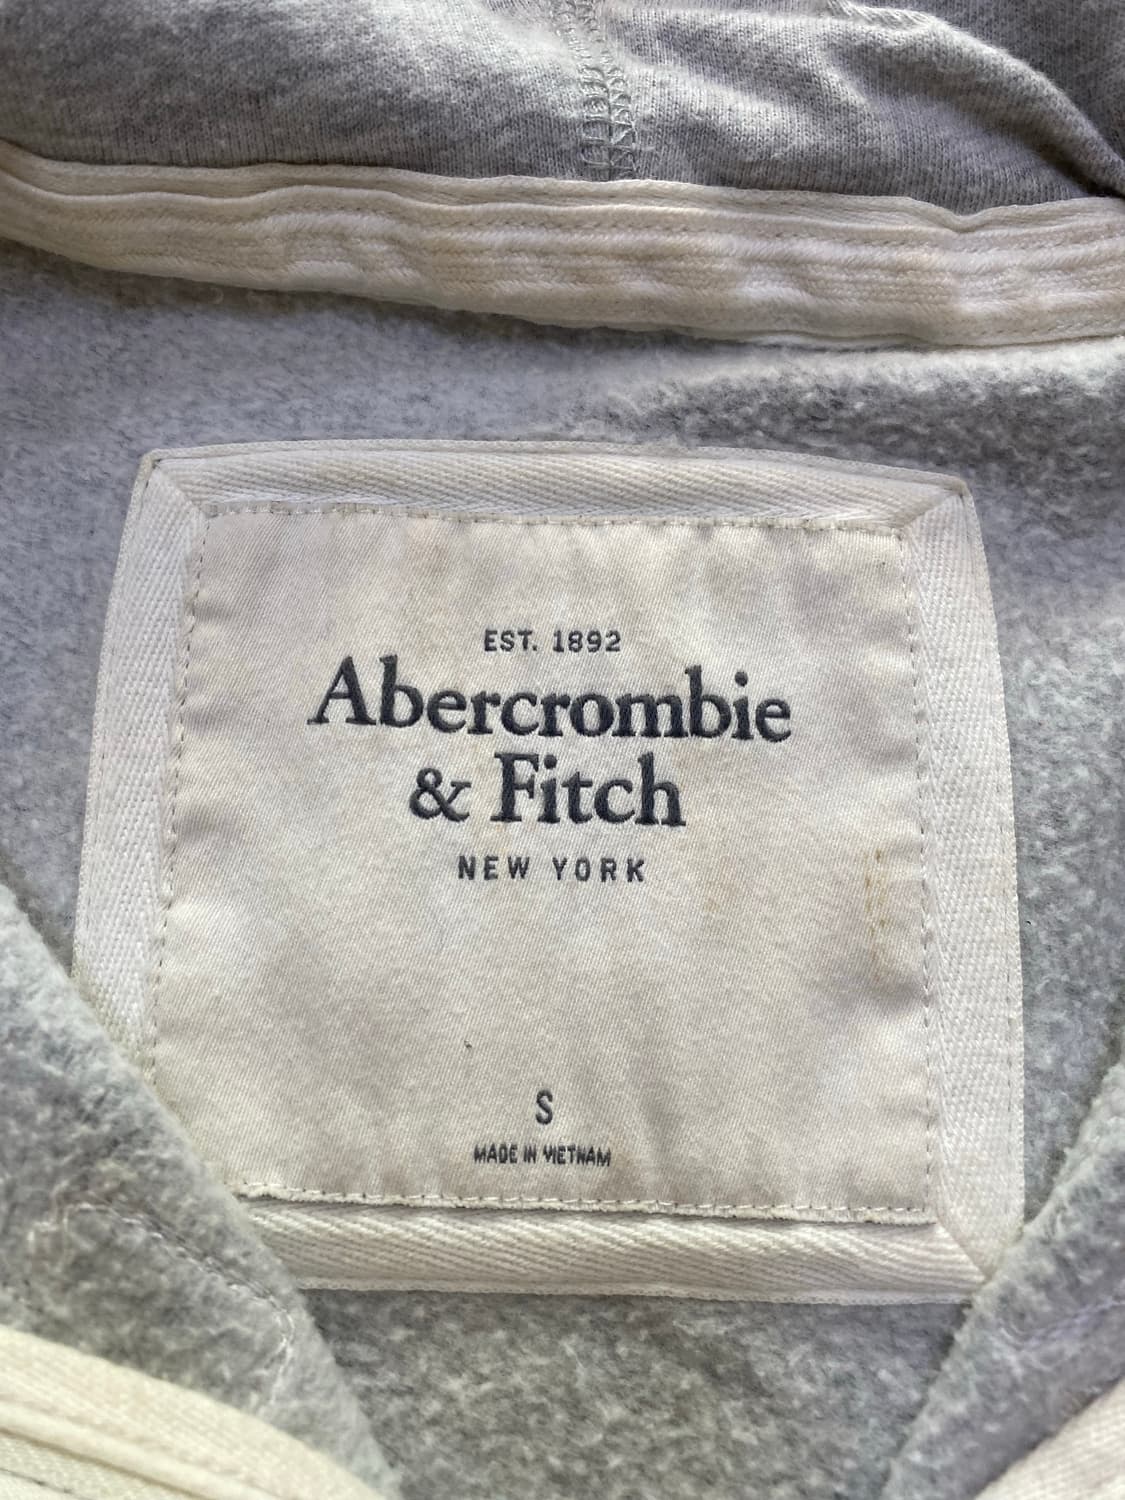 EST. 1892
Abercrombie
& Fitch
NEW YORK
S
MADE IN VIETNAM